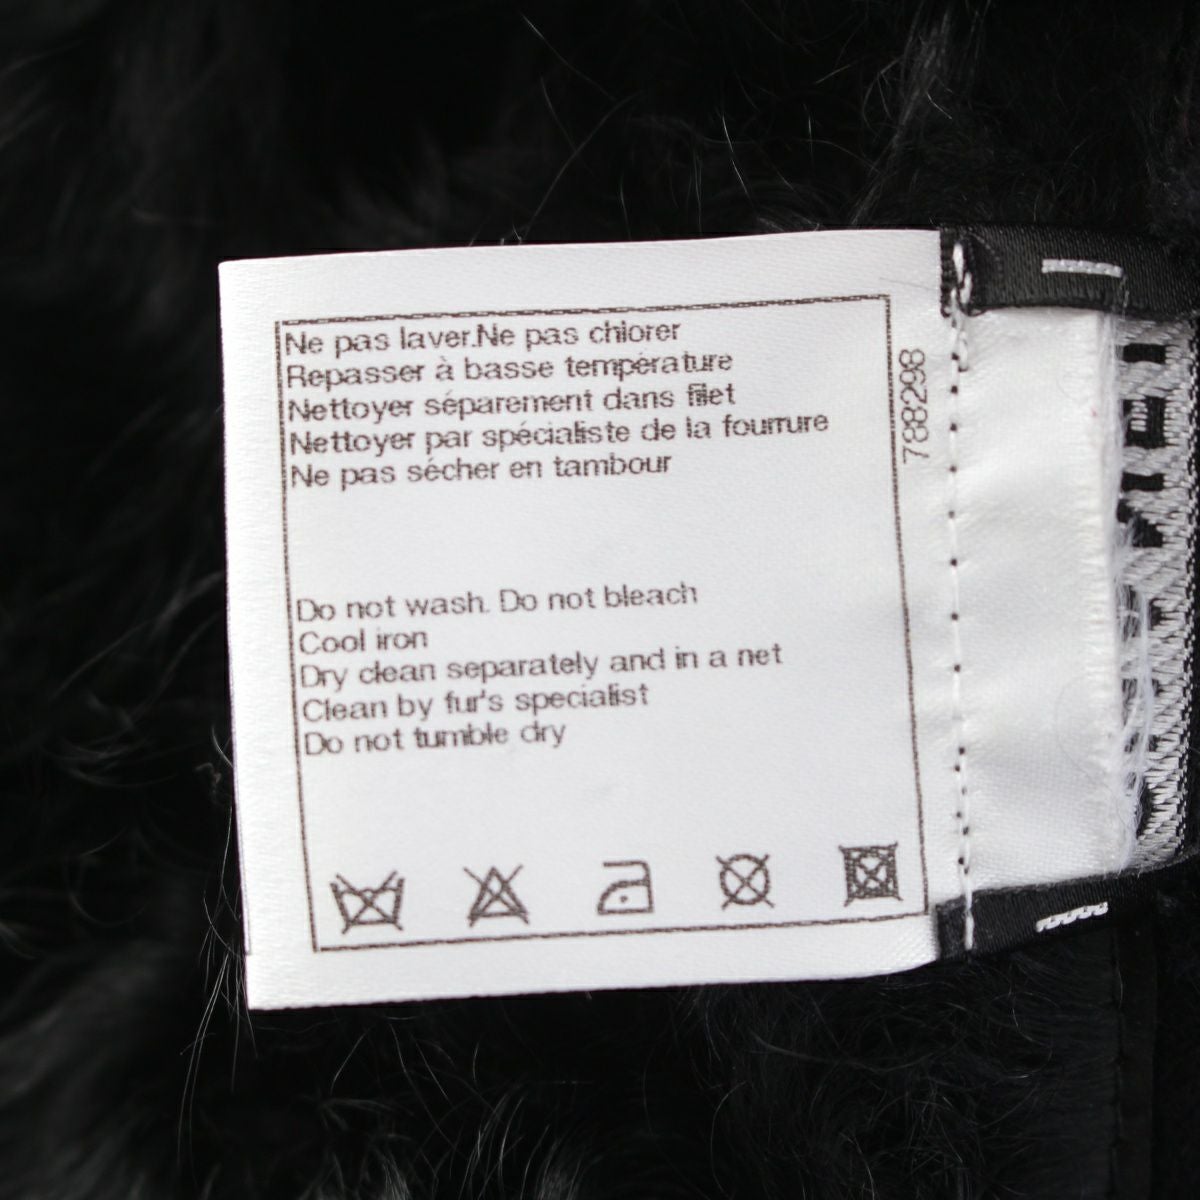 Ne pas laver.Ne pas chlorer
Repasser à basse température
Nettoyer séparement dans filet
Nettoyer par spécialiste de la fourrure
Ne pas sécher en tambour
Do not wash. Do not bleach
Cool iron
Dry clean separately and in a net
Clean by fur's specialist
Do not tumble dry
788298